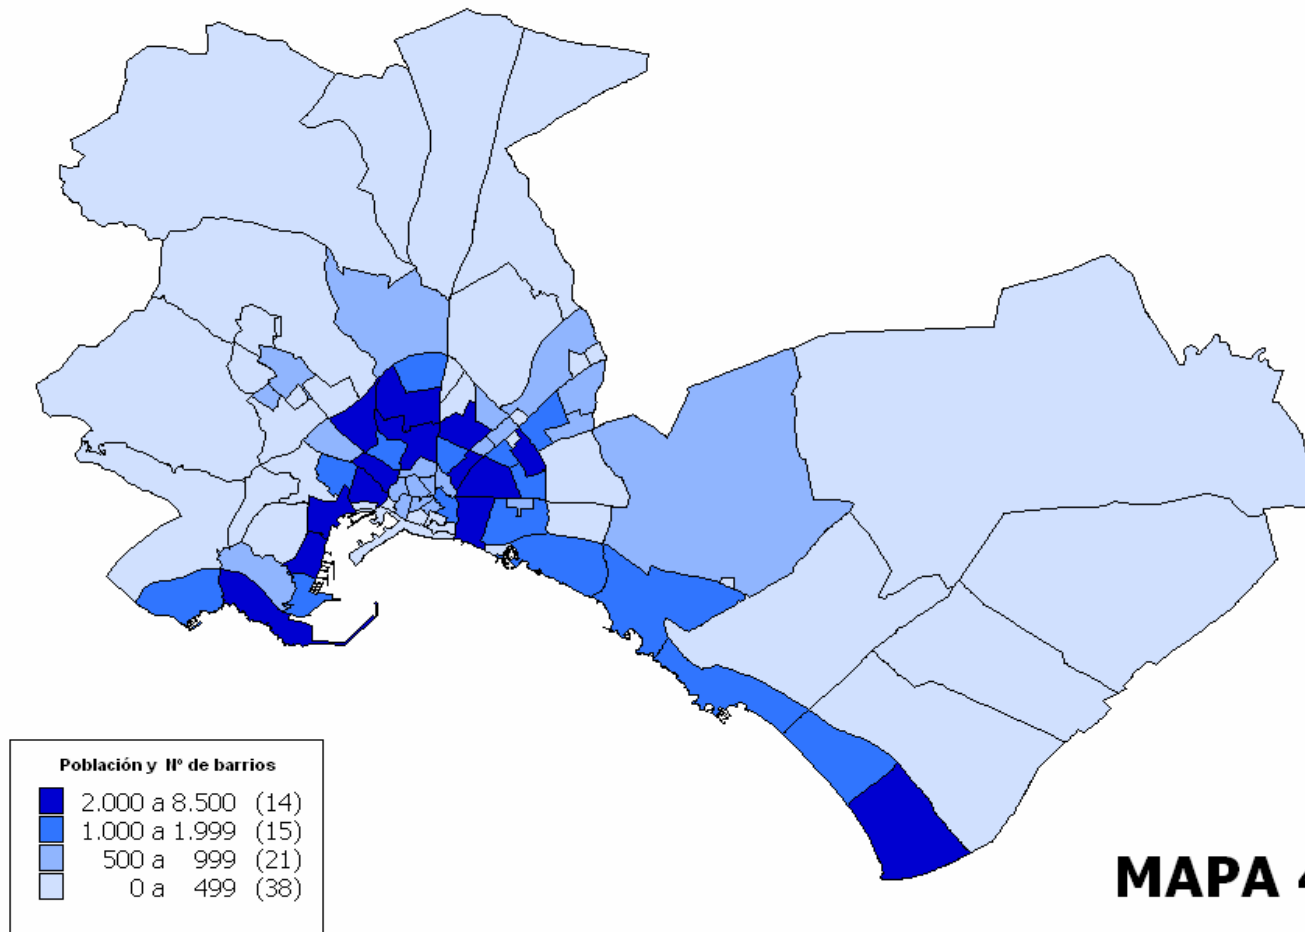 Población y Nº de barrios
2.000 a 8.500 (14)
1.000 a 1.999 (15)
500 a 999 (21)
0 a 499 (38)
MAPA 4